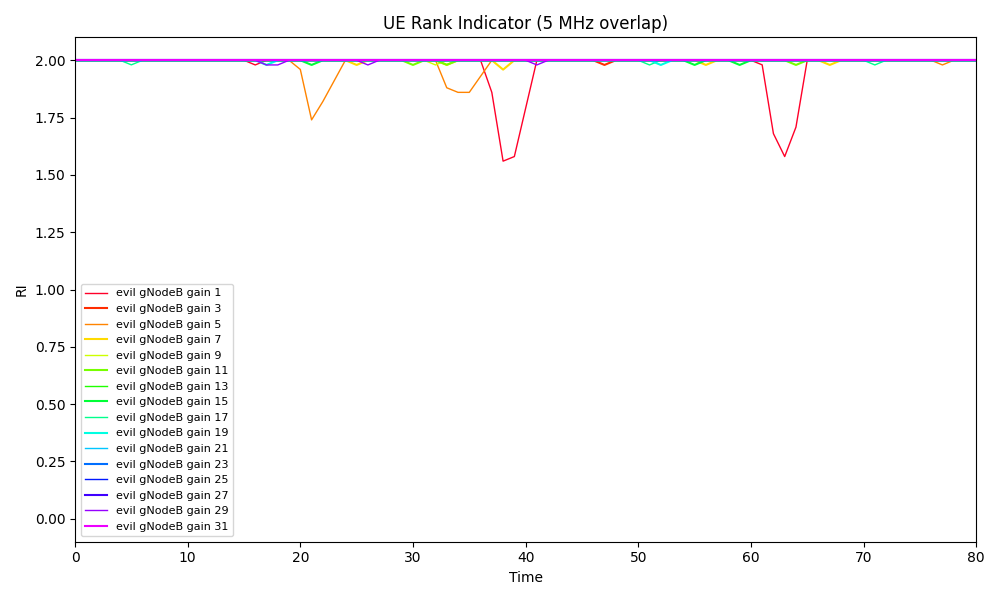 UE Rank Indicator (5 MHz overlap)
2.00
1.75
1.50
1.25
1.00
0.75
0.50
0.25
0.00
RI
evil gNodeB gain 1
evil gNodeB gain 3
evil gNodeB gain 5
evil gNodeB gain 7
evil gNodeB gain 9
evil gNodeB gain 11
evil gNodeB gain 13
evil gNodeB gain 15
evil gNodeB gain 17
evil gNodeB gain 19
evil gNodeB gain 21
evil gNodeB gain 23
evil gNodeB gain 25
evil gNodeB gain 27
evil gNodeB gain 29
evil gNodeB gain 31
0 10 20 30 40 50 60 70 80
Time